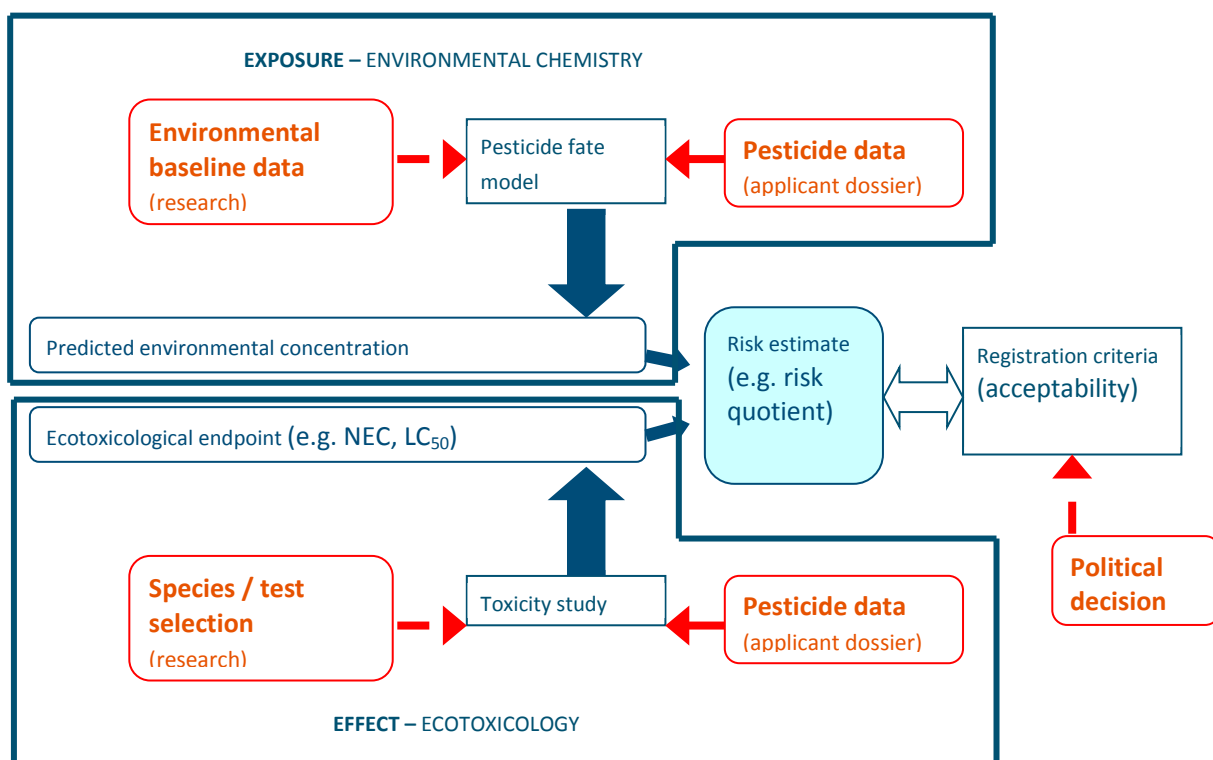 EXPOSURE – ENVIRONMENTAL CHEMISTRY
Environmental
baseline data
(research)
Pesticide fate
model
Pesticide data
(applicant dossier)
Predicted environmental concentration
Risk estimate
(e.g. risk
quotient)
Registration criteria
(acceptability)
Ecotoxicological endpoint (e.g. NEC, LC₅₀)
Species / test
selection
(research)
Toxicity study
Pesticide data
(applicant dossier)
Political
decision
EFFECT – ECOTOXICOLOGY